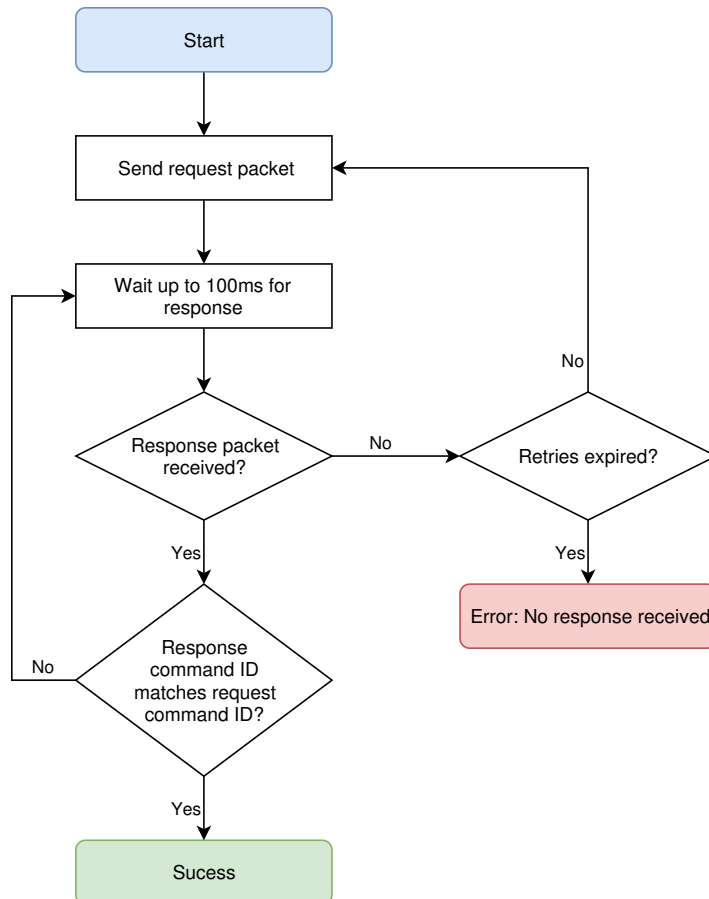 Start
Send request packet
Wait up to 100ms for
response
No
Response packet
received?
No
Retries expired?
Yes
Yes
Error: No response received
Response
command ID
matches request
command ID?
No
Yes
Sucess